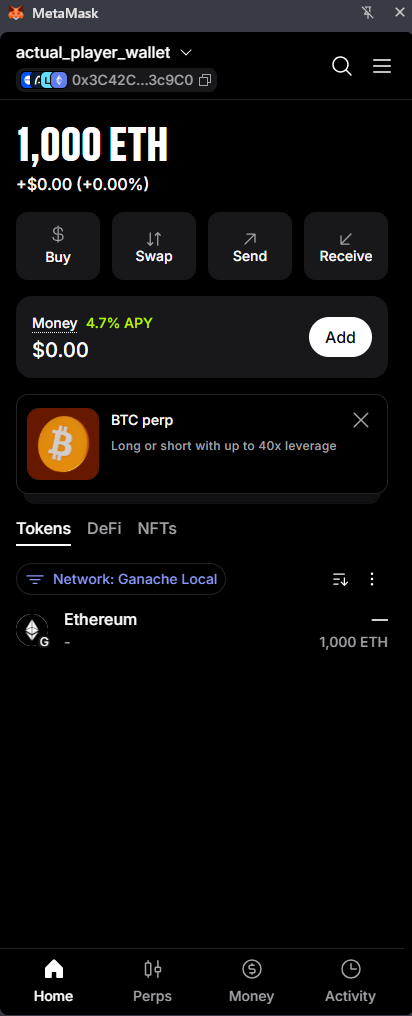 MetaMask
actual_player_wallet
0x3C42C...3c9C0
1,000 ETH
+$0.00 (+0.00%)
Buy
Swap
Send
Receive
Money 4.7% APY
$0.00
Add
BTC perp
Long or short with up to 40x leverage
Tokens DeFi NFTs
Network: Ganache Local
Ethereum —
G
- 1,000 ETH
Home
Perps
Money
Activity